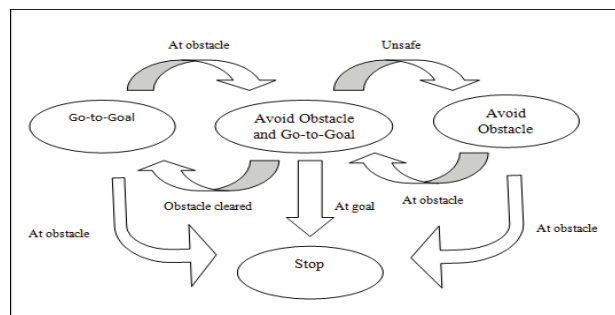 At obstacle
Unsafe
Go-to-Goal
Avoid Obstacle
and Go-to-Goal
Avoid
Obstacle
Obstacle cleared
At goal
At obstacle
At obstacle
At obstacle
Stop